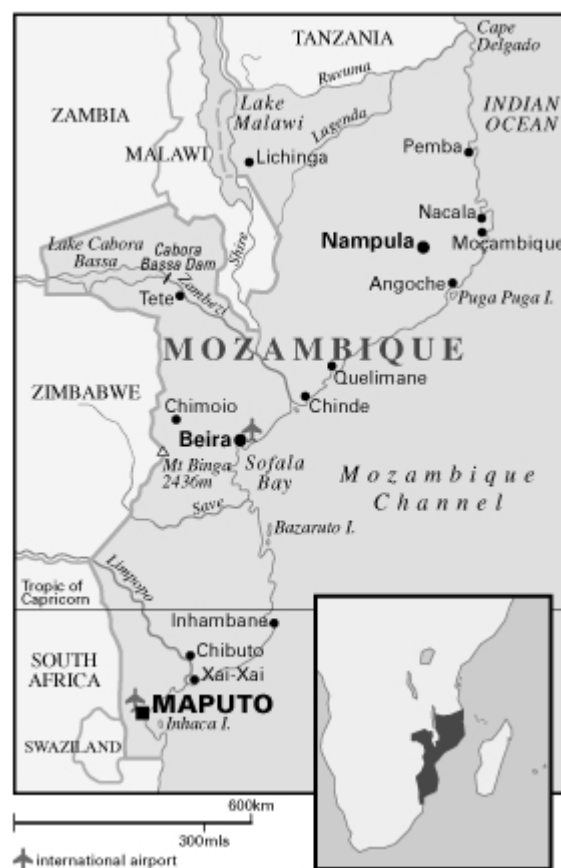 TANZANIA
Cape
Delgado
Rwuma
ZAMBIA
Lake
Malawi
Lugenda
INDIAN
OCEAN
MALAWI
Lichinga
Pemba
Nacala
Moçambique
Nampula
Shire
Lake Cabora
Bassa
Cabora
Bassa Dam
Zambezi
Tete
Angoche
Puga Puga I.
MOZAMBIQUE
Quelimane
ZIMBABWE
Chimoio
Chinde
Beira
Mt Binga
2436m
Sofala
Bay
Mozambique
Channel
Save
Bazaruto I.
Limpopo
Tropic of
Capricorn
Inhambane
SOUTH
AFRICA
Chibuto
Xai-Xai
MAPUTO
Inhaca I.
SWAZILAND
600km
300mls
international airport